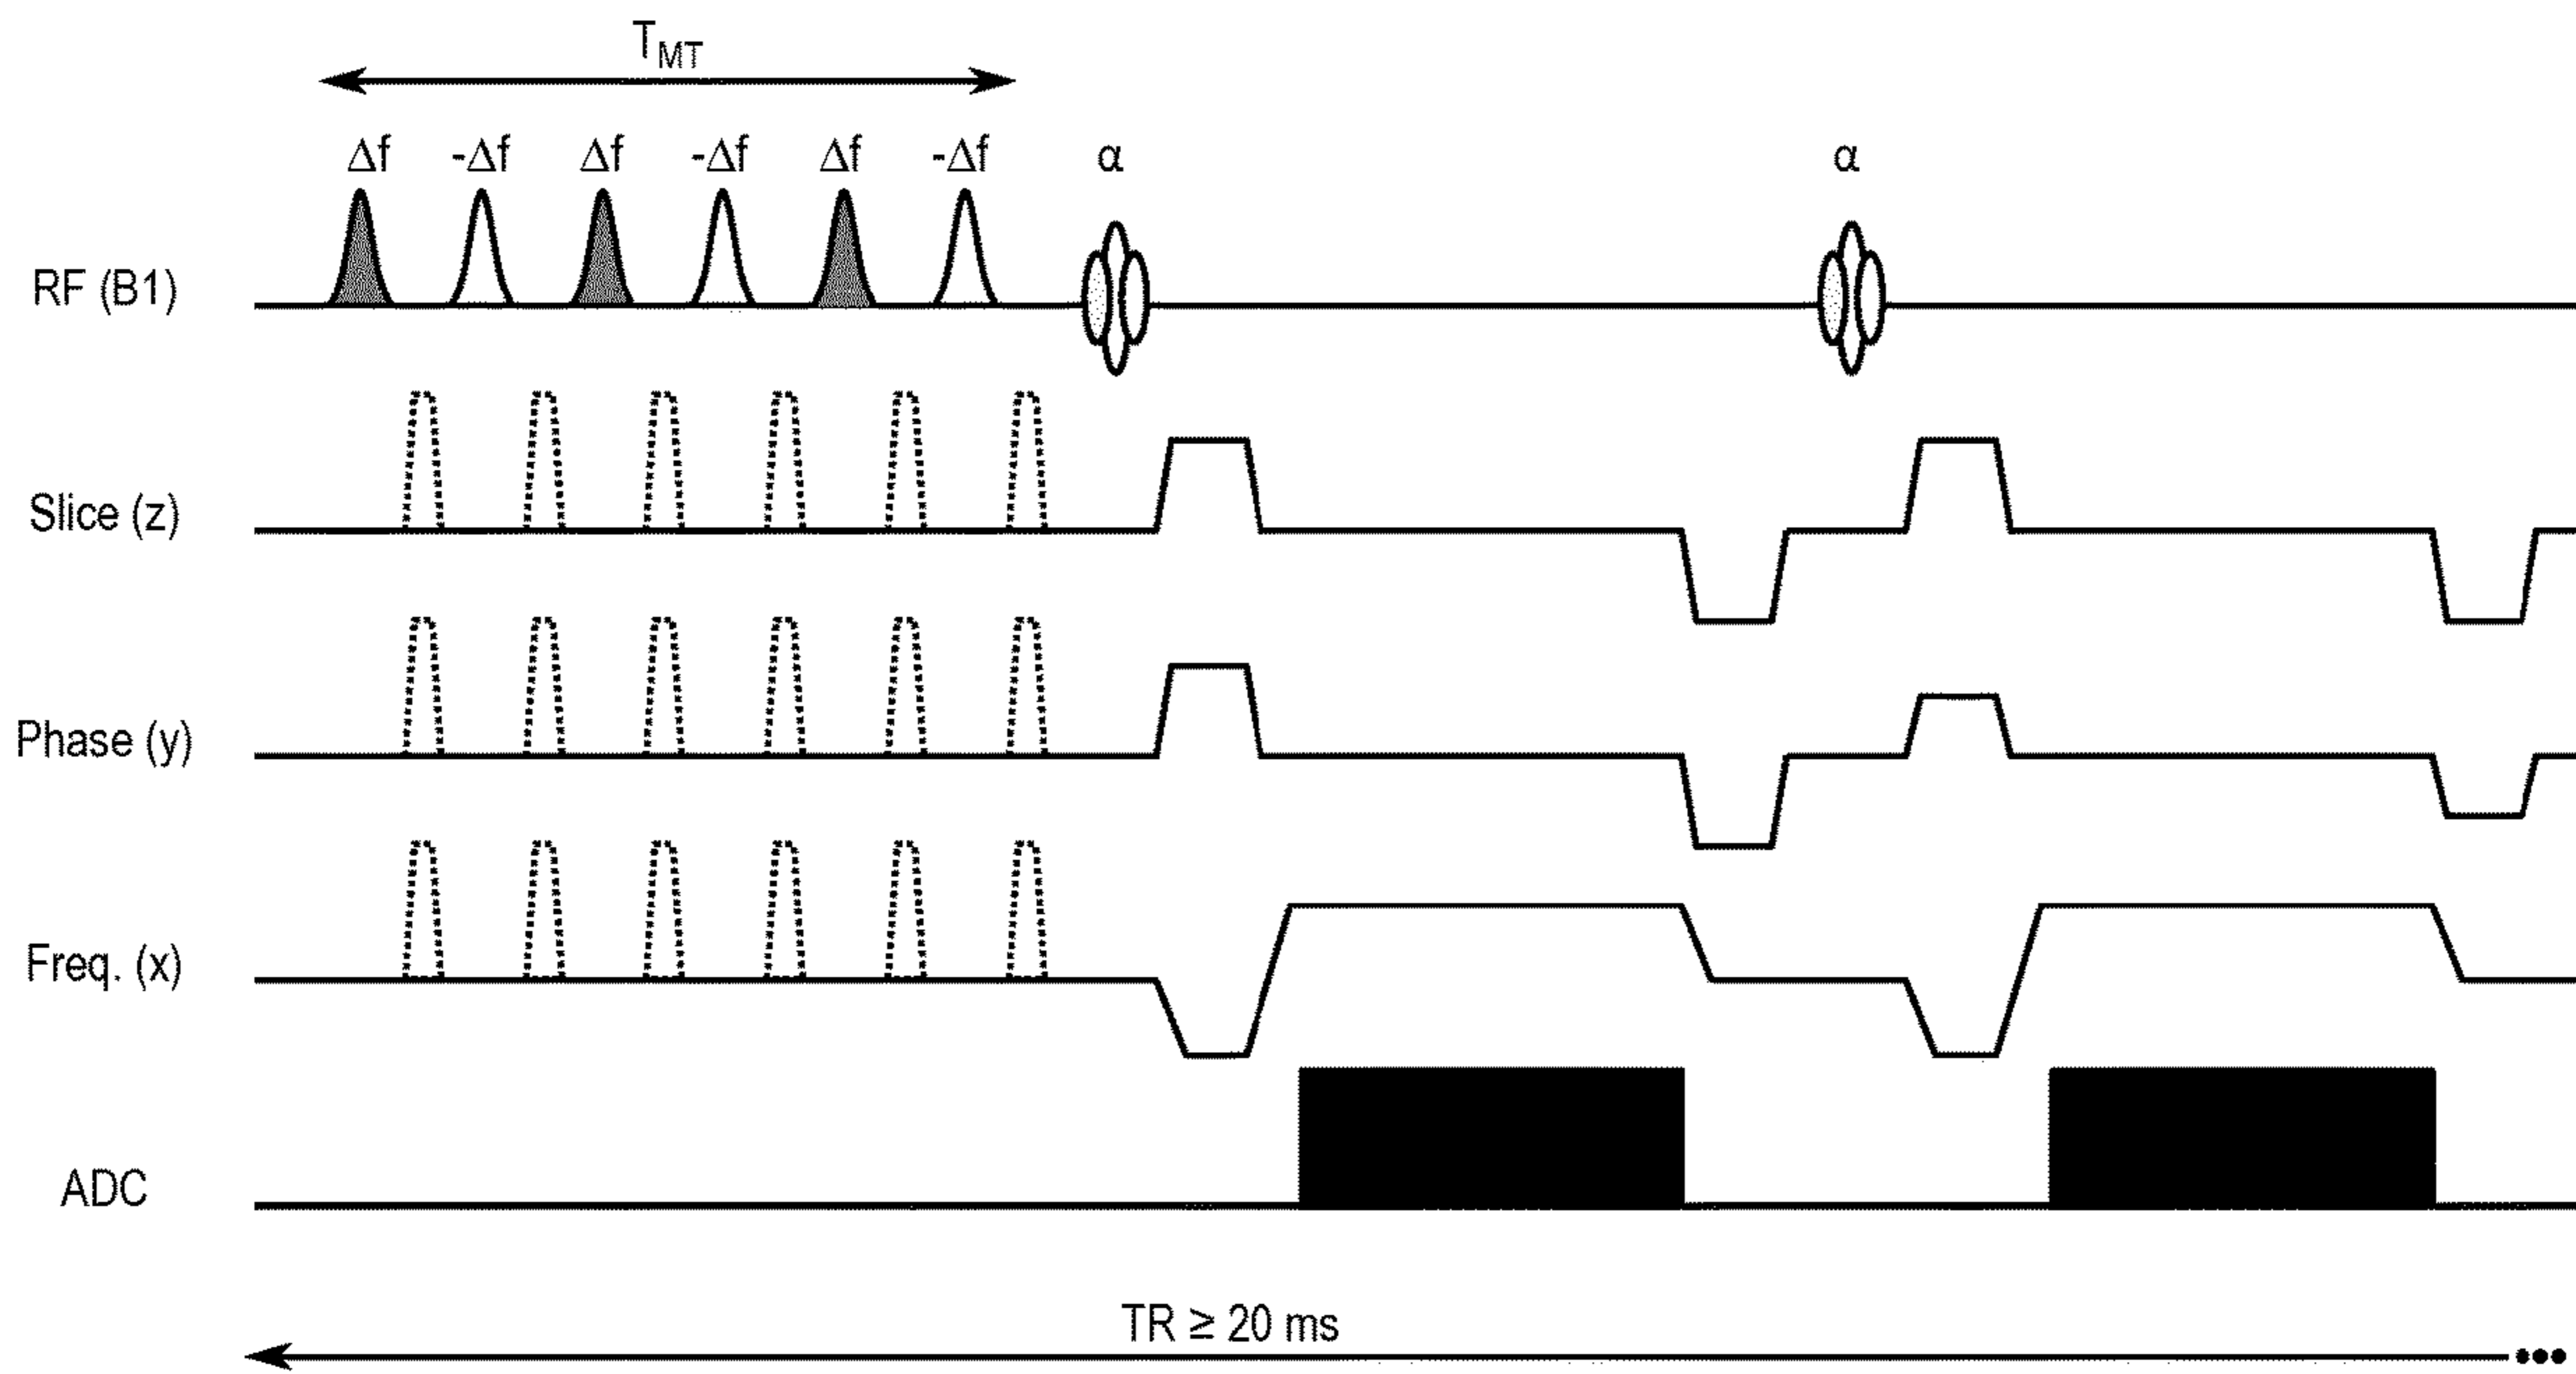 T_MT
Δf -Δf Δf -Δf Δf -Δf α α
RF (B1)
Slice (z)
Phase (y)
Freq. (x)
ADC
TR ≥ 20 ms